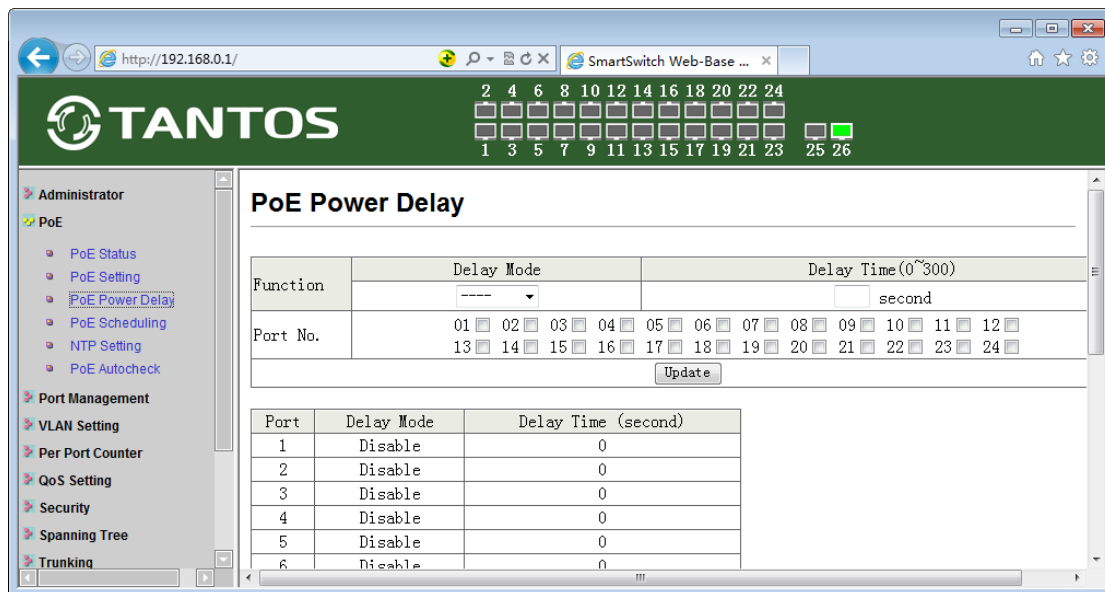 http://192.168.0.1/
SmartSwitch Web-Base ...
2 4 6 8 10 12 14 16 18 20 22 24
TANTOS
1 3 5 7 9 11 13 15 17 19 21 23 25 26
Administrator
PoE
PoE Status
PoE Setting
PoE Power Delay
PoE Scheduling
NTP Setting
PoE Autocheck
Port Management
VLAN Setting
Per Port Counter
QoS Setting
Security
Spanning Tree
Trunking
PoE Power Delay
Function Delay Mode Delay Time(0~300)
---- second
Port No. 01 02 03 04 05 06 07 08 09 10 11 12
13 14 15 16 17 18 19 20 21 22 23 24
Update
Port Delay Mode Delay Time (second)
1 Disable 0
2 Disable 0
3 Disable 0
4 Disable 0
5 Disable 0
6 Disable 0